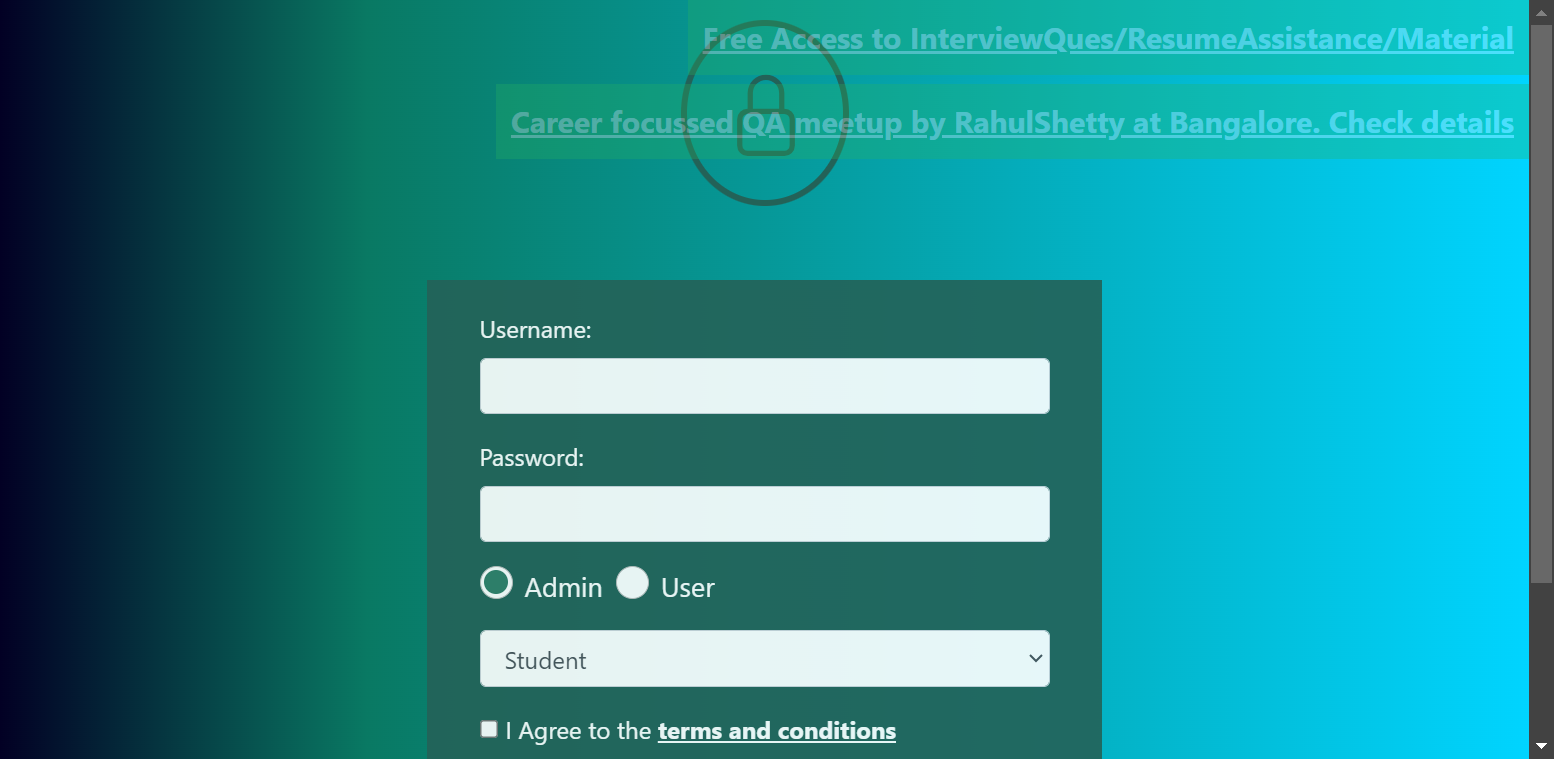 Free Access to InterviewQues/ResumeAssistance/Material
Career focussed QA meetup by RahulShetty at Bangalore. Check details
Username:
Password:
Admin User
Student
I Agree to the terms and conditions